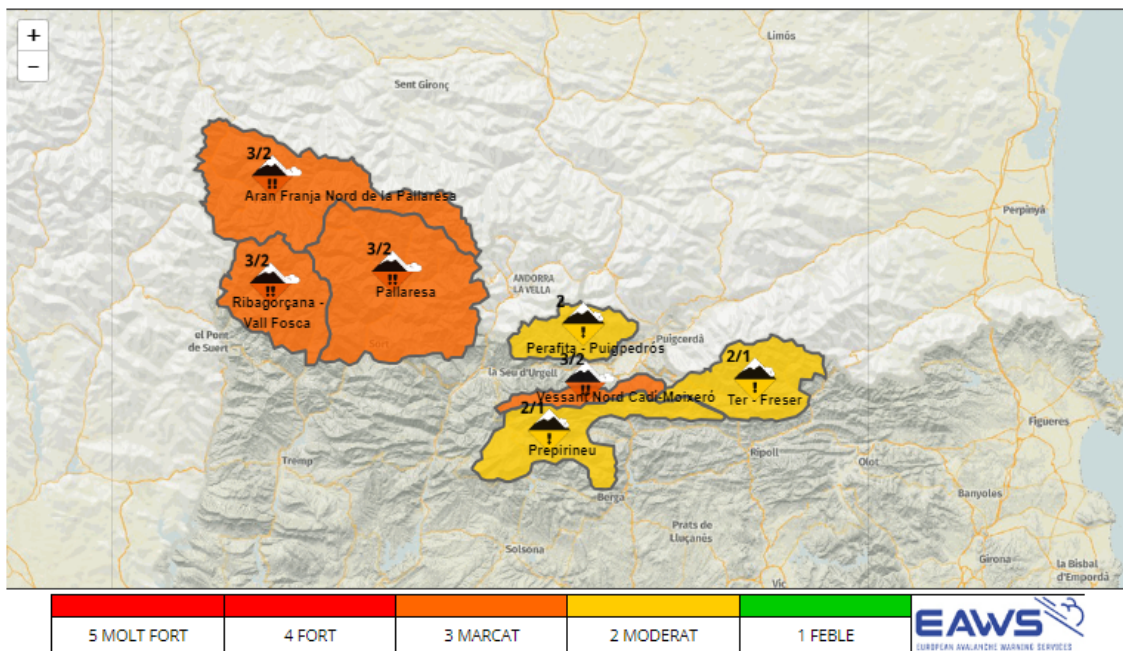 +
−
Limós
Sent Gironç
3/2
Aran Franja Nord de la Pallaresa
Perpinyà
3/2
3/2
Pallaresa
Ribagorçana -
Vall Fosca
ANDORRA
LA VELLA
2
el Pont
de Suert
Sort
Perafita - Puigpedrós
Puigcerdà
3/2
la Seu d'Urgell
2/1
Vessant Nord Cadí-Moixeró
Ter - Freser
2/1
Prepirineu
Figueres
Tremp
Ripoll
Olot
Berga
Banyoles
Prats de
Lluçanès
Solsona
Girona
la Bisbal
d'Empordà
Vic
5 MOLT FORT
4 FORT
3 MARCAT
2 MODERAT
1 FEBLE
EAWS
EUROPEAN AVALANCHE WARNING SERVICES